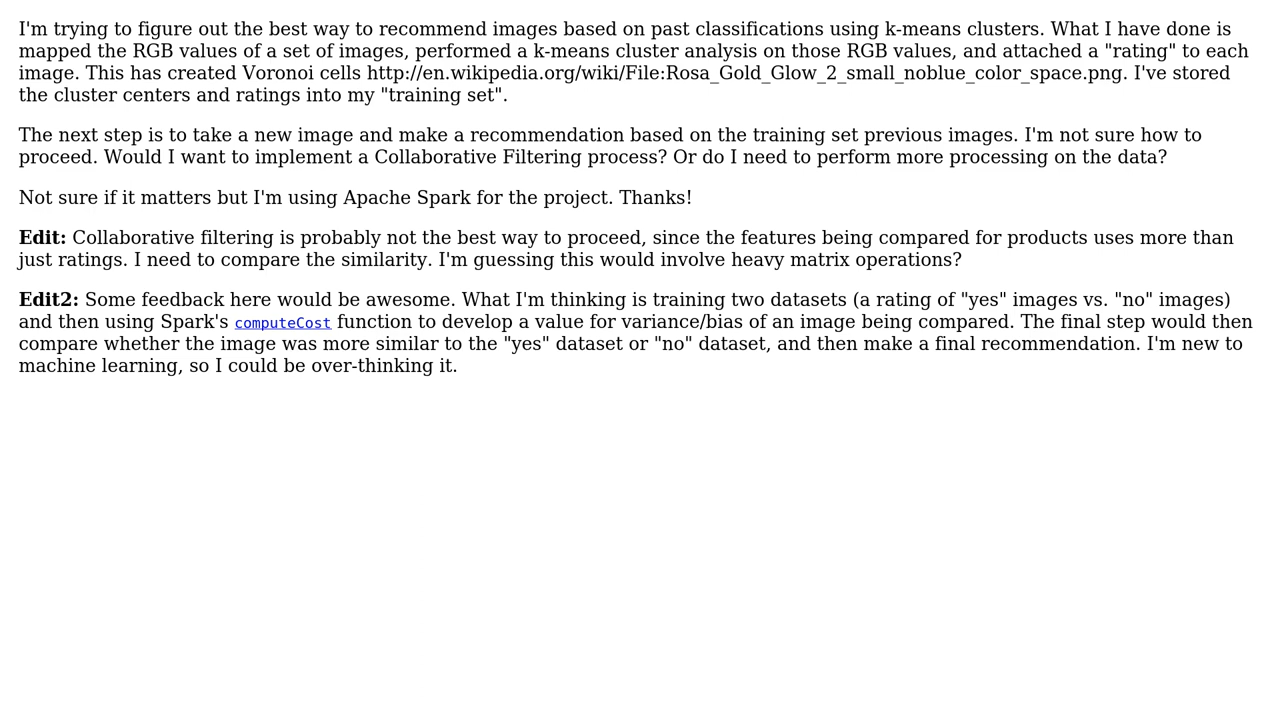 I'm trying to figure out the best way to recommend images based on past classifications using k-means clusters. What I have done is
mapped the RGB values of a set of images, performed a k-means cluster analysis on those RGB values, and attached a "rating" to each
image. This has created Voronoi cells http://en.wikipedia.org/wiki/File:Rosa_Gold_Glow_2_small_noblue_color_space.png. I've stored
the cluster centers and ratings into my "training set".
The next step is to take a new image and make a recommendation based on the training set previous images. I'm not sure how to
proceed. Would I want to implement a Collaborative Filtering process? Or do I need to perform more processing on the data?
Not sure if it matters but I'm using Apache Spark for the project. Thanks!
Edit: Collaborative filtering is probably not the best way to proceed, since the features being compared for products uses more than
just ratings. I need to compare the similarity. I'm guessing this would involve heavy matrix operations?
Edit2: Some feedback here would be awesome. What I'm thinking is training two datasets (a rating of "yes" images vs. "no" images)
and then using Spark's computeCost function to develop a value for variance/bias of an image being compared. The final step would then
compare whether the image was more similar to the "yes" dataset or "no" dataset, and then make a final recommendation. I'm new to
machine learning, so I could be over-thinking it.